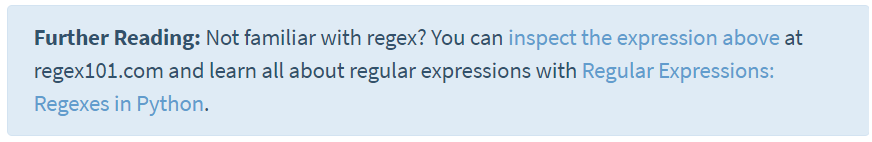 Further Reading: Not familiar with regex? You can inspect the expression above at
regex101.com and learn all about regular expressions with Regular Expressions:
Regexes in Python.